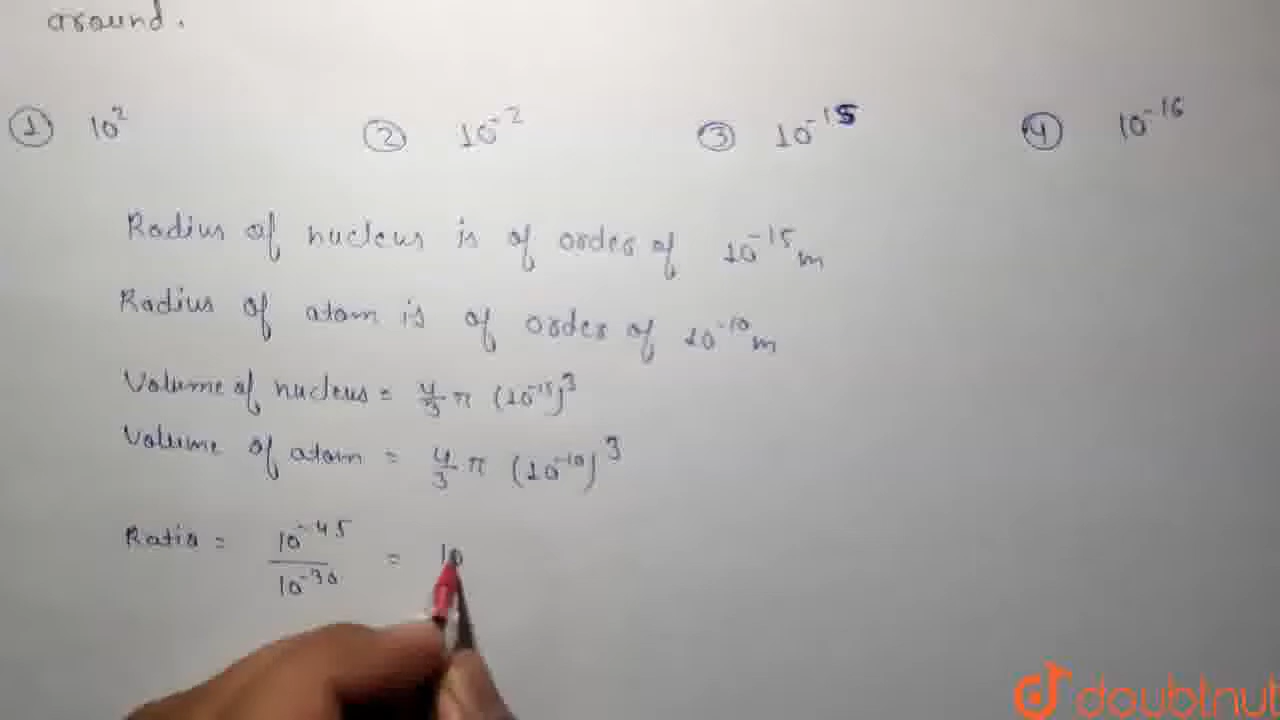 around.
① 10² ② 10⁻² ③ 10⁻¹⁵ ④ 10⁻¹⁶
Radius of nucleus is of order of 10⁻¹⁵ m
Radius of atom is of order of 10⁻¹⁰ m
Volume of nucleus = 4/3 π (10⁻¹⁵)³
Volume of atom = 4/3 π (10⁻¹⁰)³
Ratio = 10⁻⁴⁵/10⁻³⁰ = 10
doubtnut